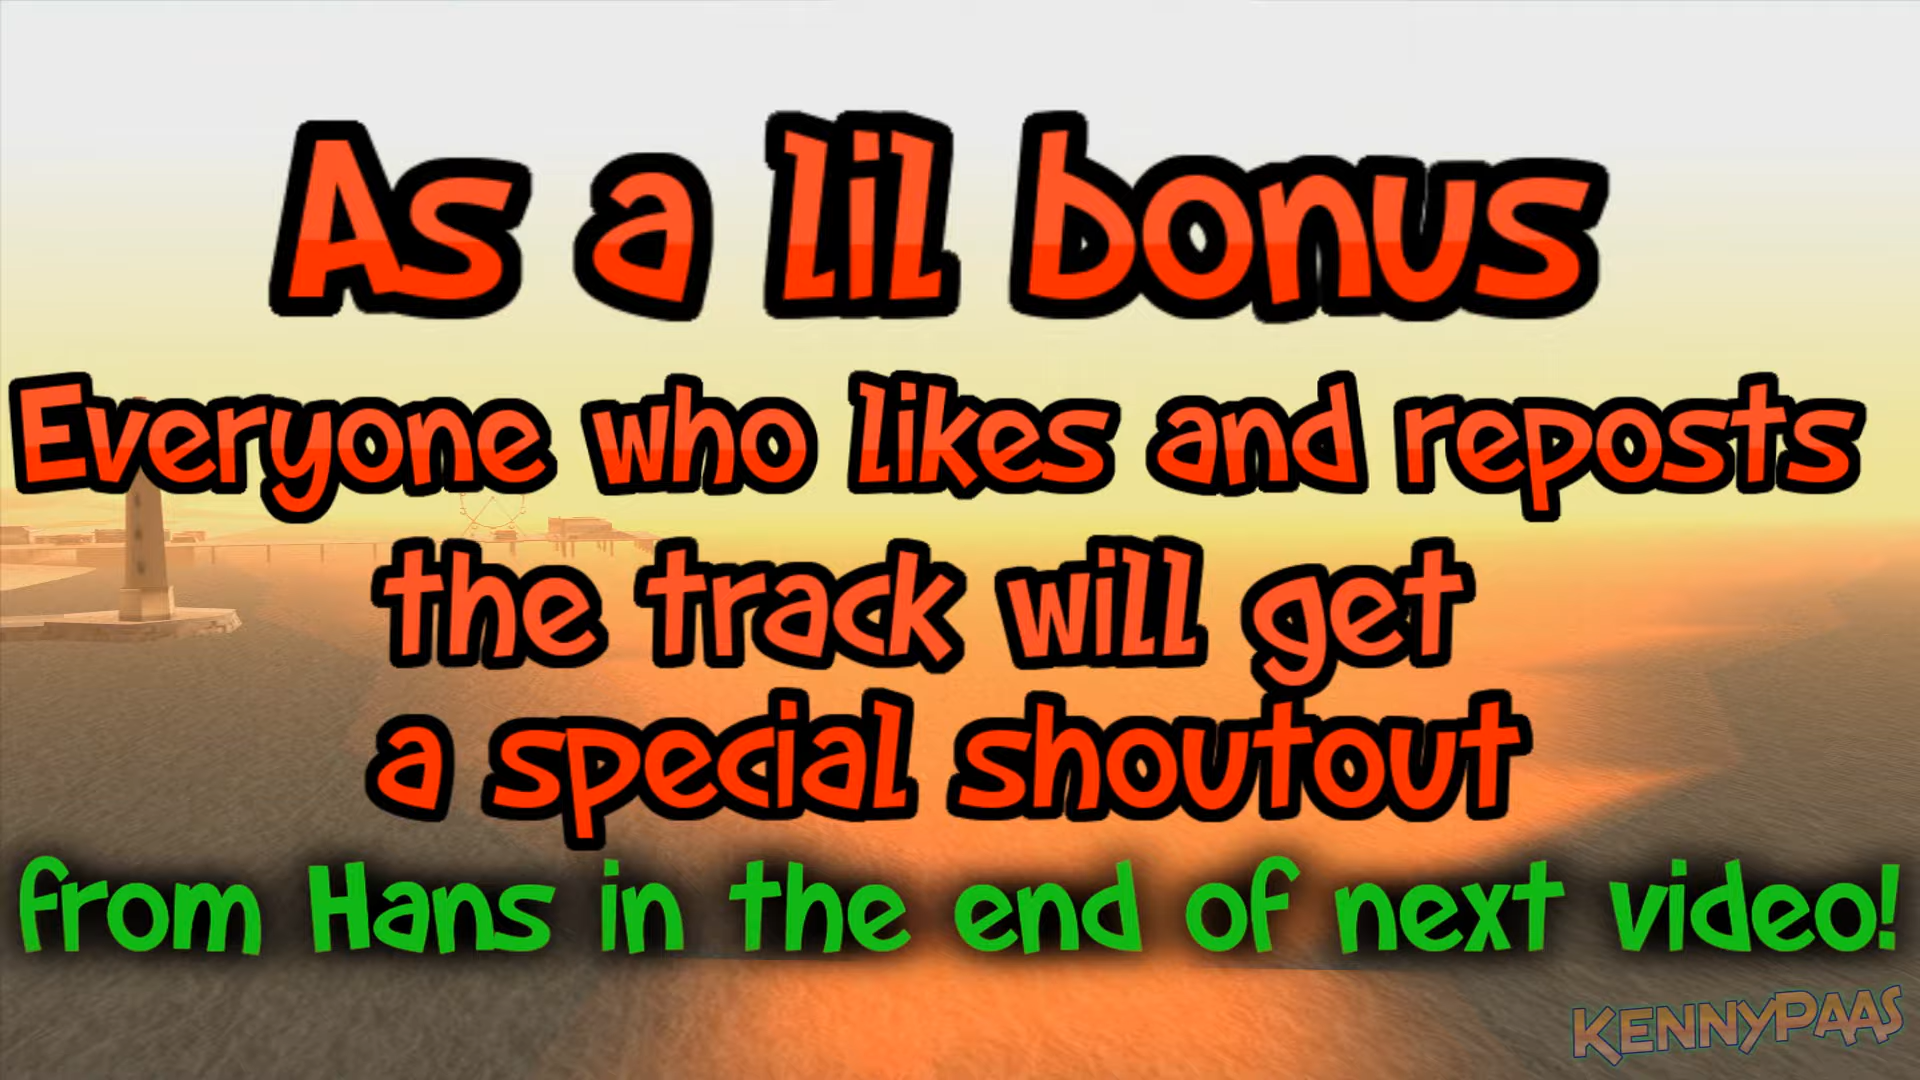 As a lil bonus
Everyone who likes and reposts
the track will get
a special shoutout
from Hans in the end of next video!
KENNYPAAS